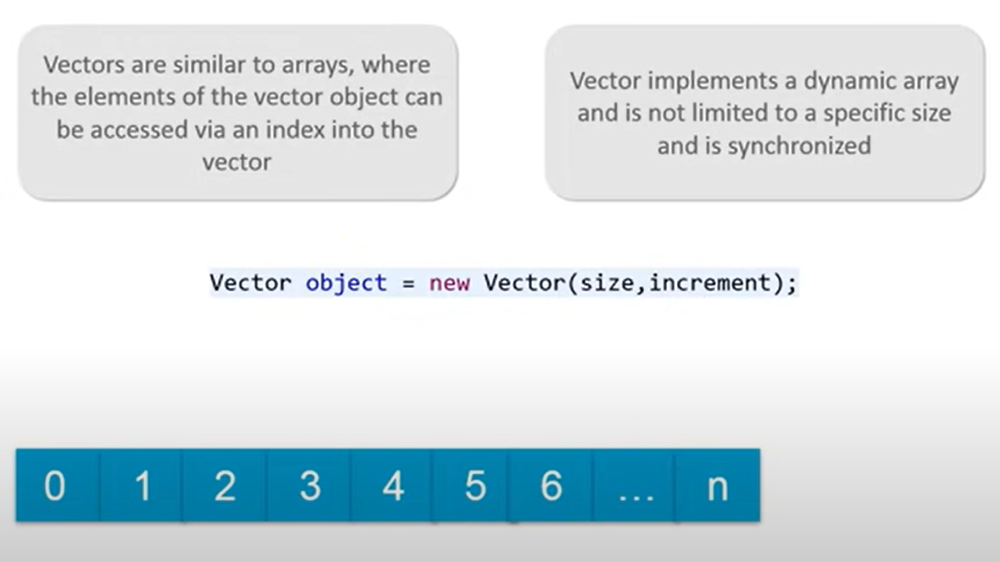 Vectors are similar to arrays, where
the elements of the vector object can
be accessed via an index into the
vector
Vector implements a dynamic array
and is not limited to a specific size
and is synchronized
Vector object = new Vector(size,increment);
0 1 2 3 4 5 6 ... n